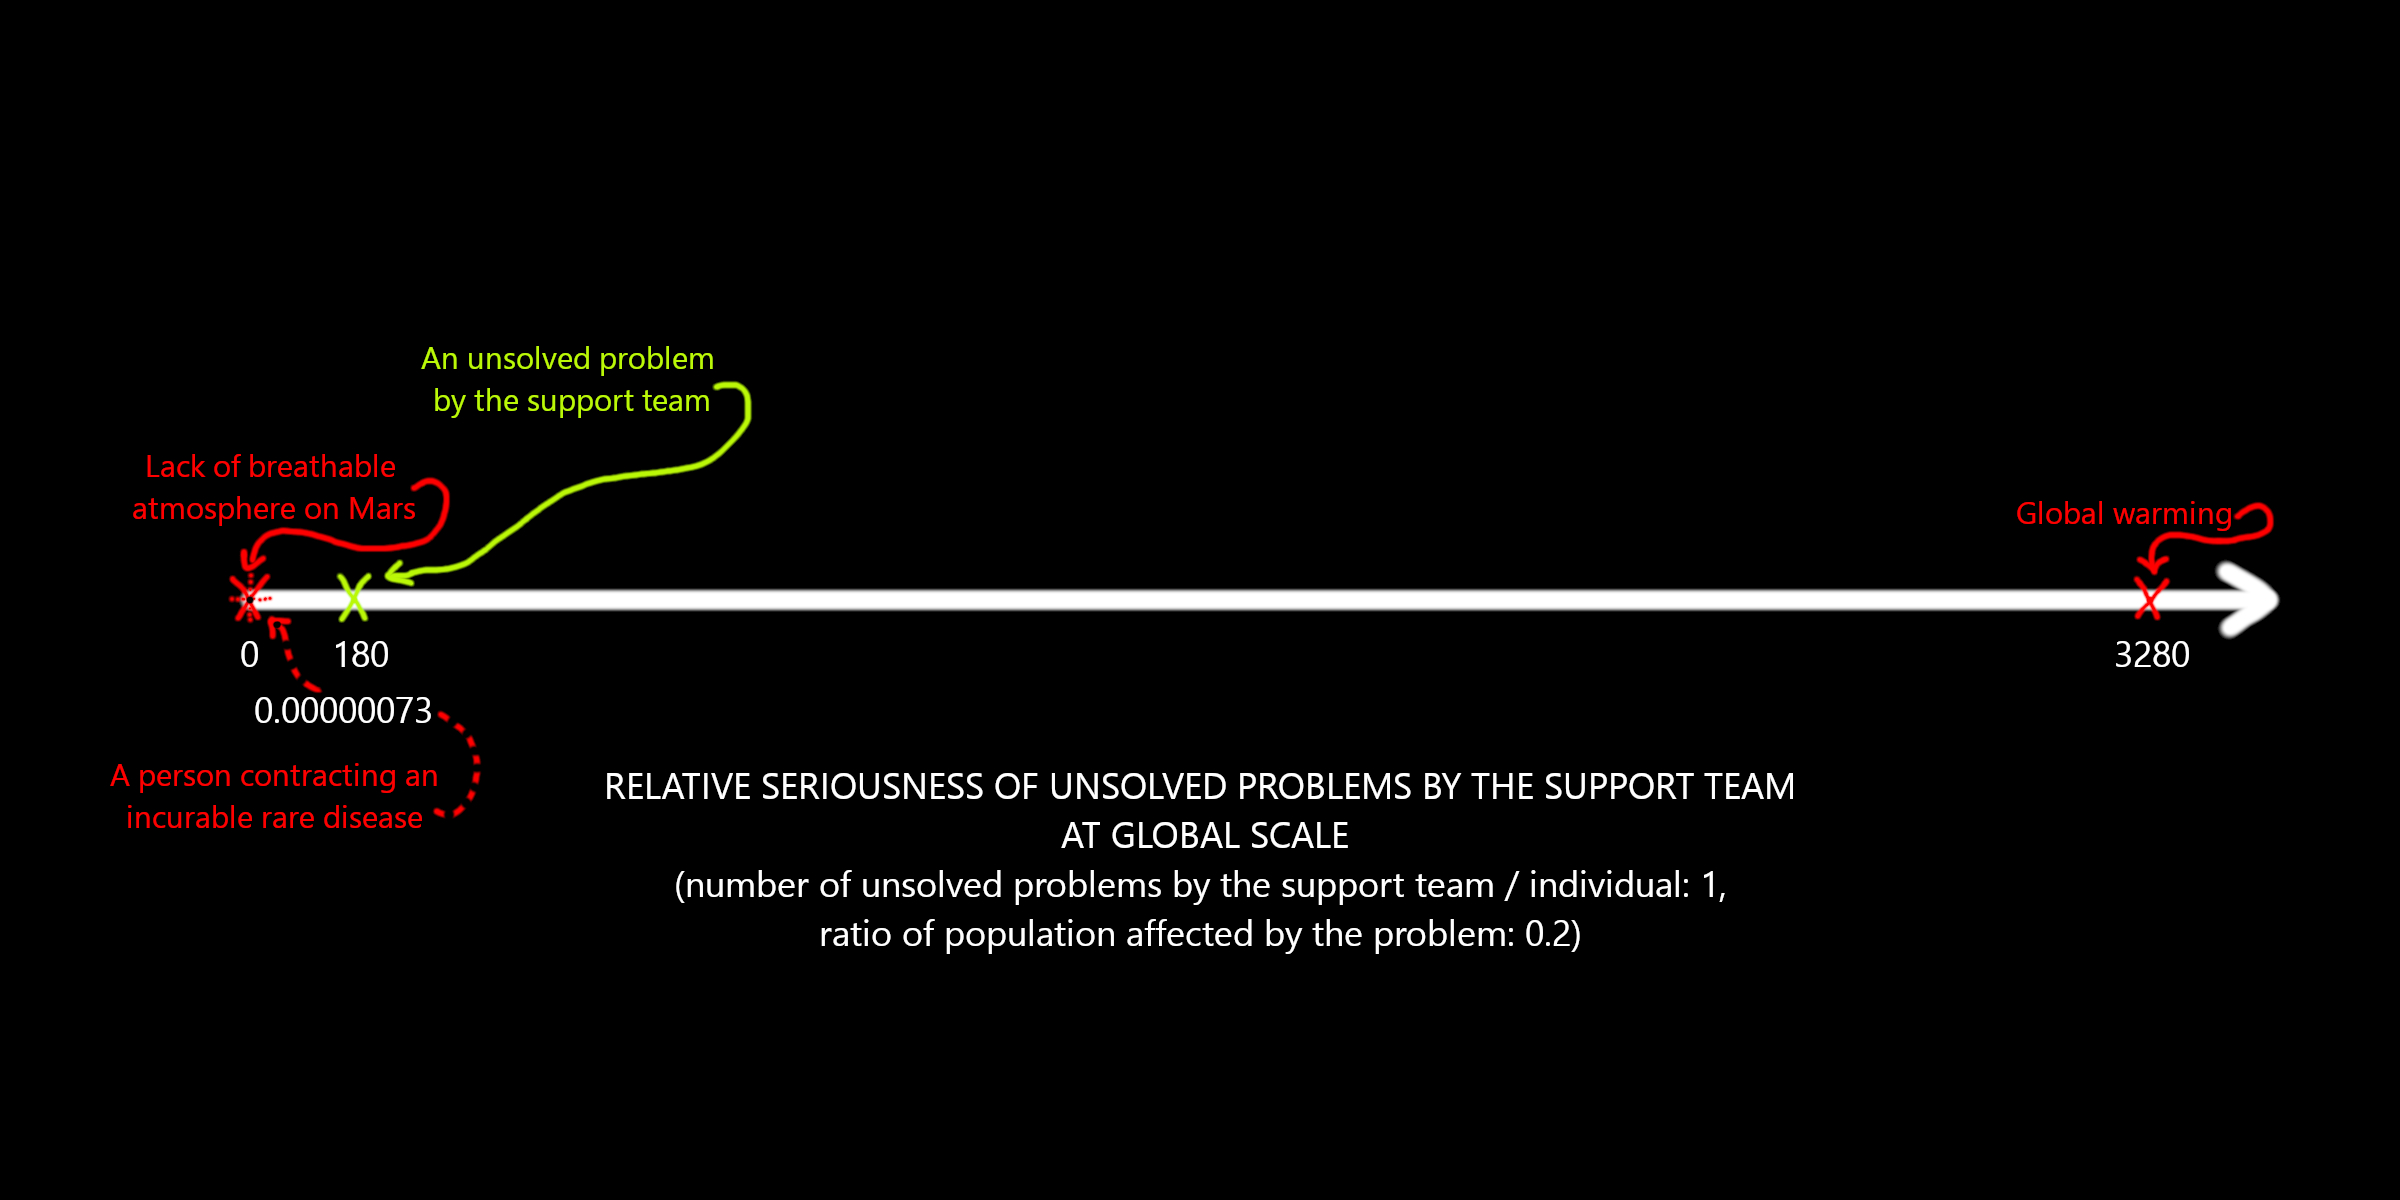 An unsolved problem
by the support team
Lack of breathable
atmosphere on Mars
Global warming
0
180
3280
0.00000073
A person contracting an
incurable rare disease
RELATIVE SERIOUSNESS OF UNSOLVED PROBLEMS BY THE SUPPORT TEAM
AT GLOBAL SCALE
(number of unsolved problems by the support team / individual: 1,
ratio of population affected by the problem: 0.2)